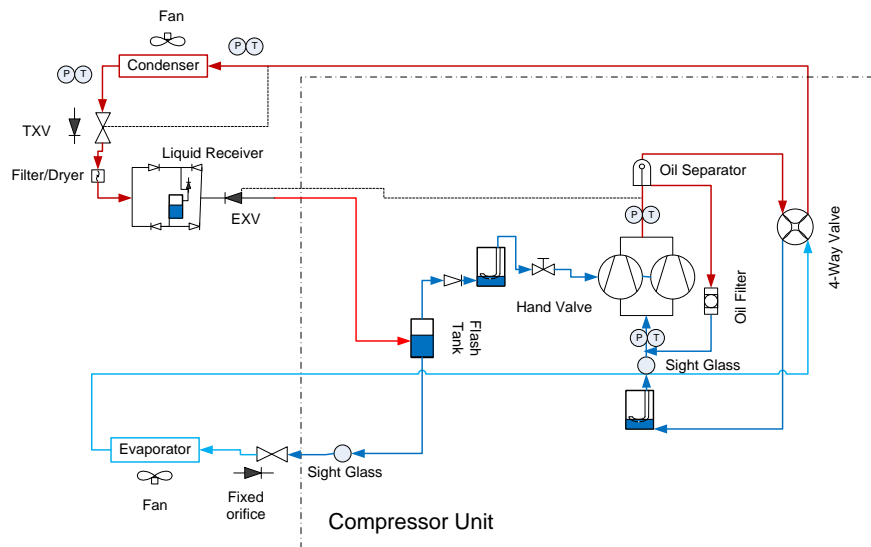 Fan
P T
Condenser
P T
TXV
Liquid Receiver
Filter/Dryer
EXV
Oil Separator
P T
4-Way Valve
Hand Valve
Oil Filter
Flash
Tank
P T
Sight Glass
Evaporator
Sight Glass
Fan
Fixed
orifice
Compressor Unit